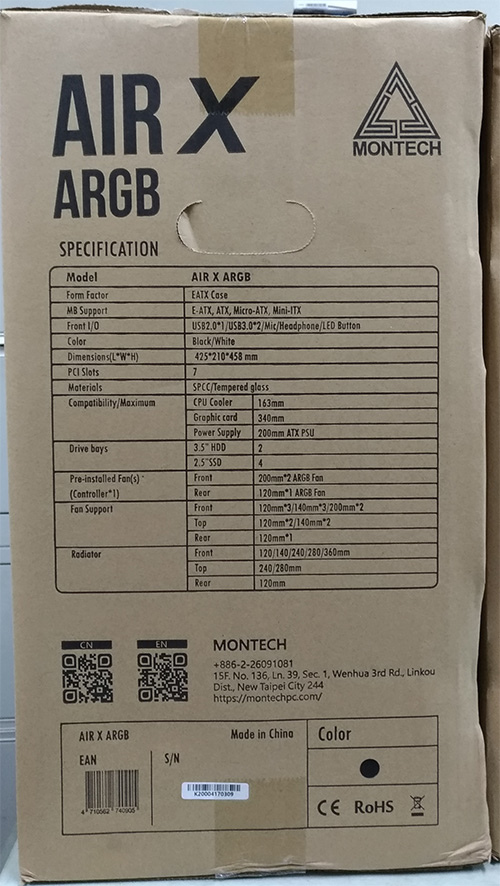 AIR X
ARGB
MONTECH
SPECIFICATION
Model AIR X ARGB
Form Factor EATX Case
MB Support E-ATX, ATX, Micro-ATX, Mini-ITX
Front I/O USB2.0*1/USB3.0*2/Mic/Headphone/LED Button
Color Black/White
Dimensions(L*W*H) 425*210*458 mm
PCI Slots 7
Materials SPCC/Tempered glass
Compatibility/Maximum CPU Cooler 163mm
Graphic card 340mm
Power Supply 200mm ATX PSU
Drive bays 3.5" HDD 2
2.5"SSD 4
Pre-installed Fan(s) Front 200mm*2 ARGB Fan
(Controller*1) Rear 120mm*1 ARGB Fan
Fan Support Front 120mm*3/140mm*3/200mm*2
Top 120mm*2/140mm*2
Rear 120mm*1
Radiator Front 120/140/240/280/360mm
Top 240/280mm
Rear 120mm
CN EN
MONTECH
+886-2-26091081
15F. No. 136, Ln. 39, Sec. 1, Wenhua 3rd Rd., Linkou
Dist., New Taipei City 244
https://montechpc.com/
AIR X ARGB Made in China Color
EAN S/N
4 710562 740905
K20004170309
CE RoHS